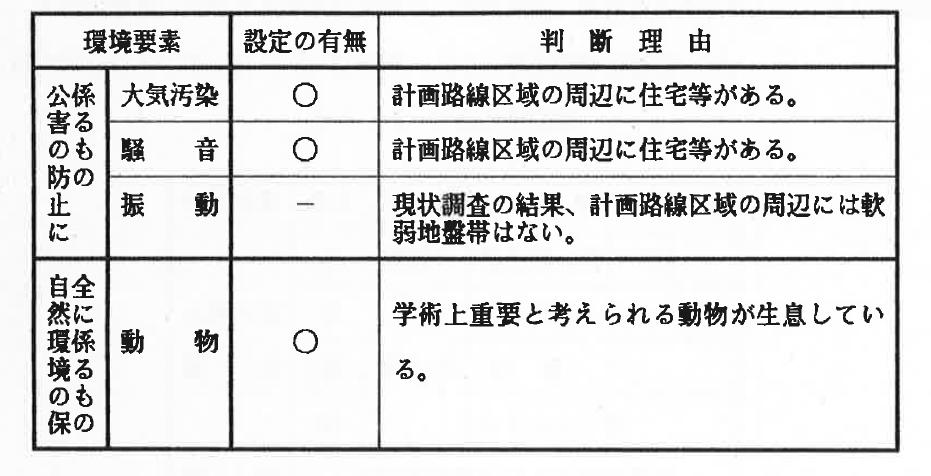 環境要素 設定の有無 判断理由
公害の防止に
係るもの
大気汚染 ○ 計画路線区域の周辺に住宅等がある。
騒音 ○ 計画路線区域の周辺に住宅等がある。
振動 － 現状調査の結果、計画路線区域の周辺には軟
弱地盤帯はない。
自然環境の保
全に係るもの
動物 ○ 学術上重要と考えられる動物が生息してい
る。